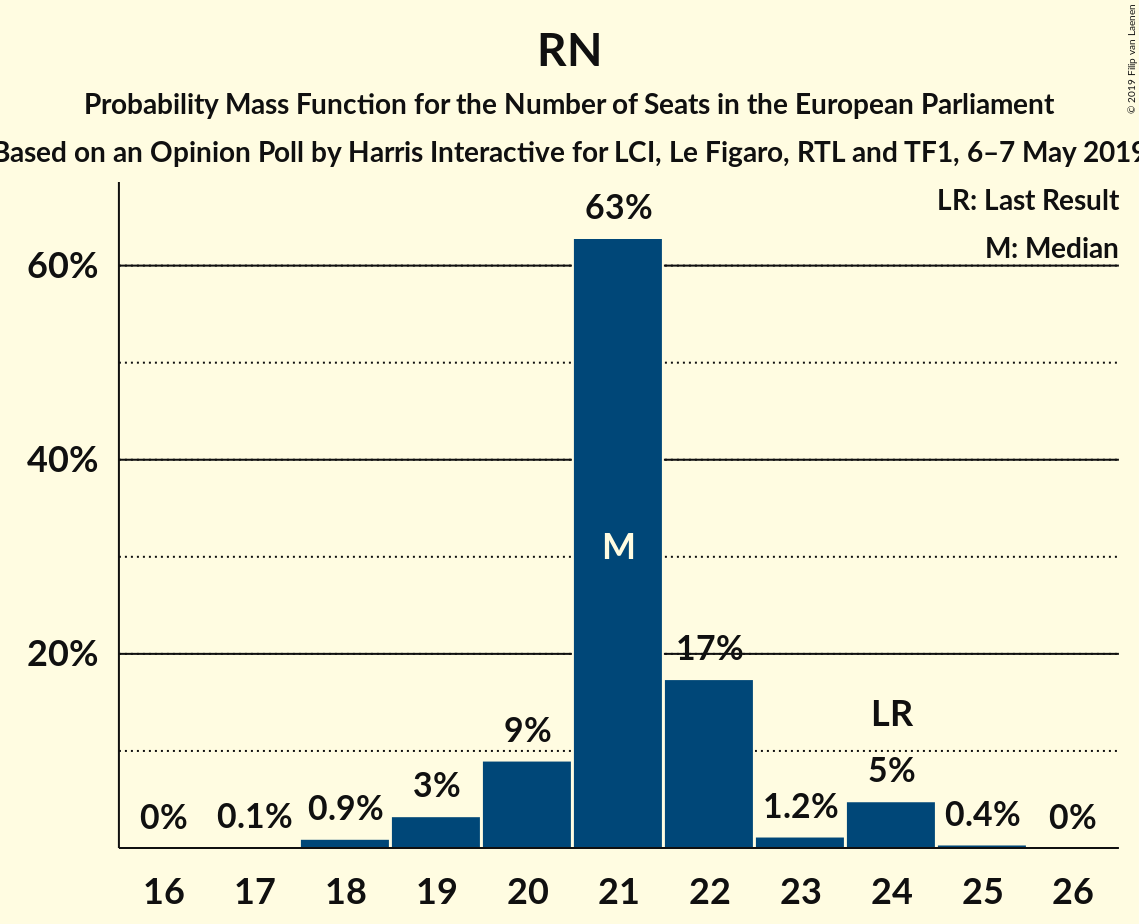 RN
Probability Mass Function for the Number of Seats in the European Parliament
Based on an Opinion Poll by Harris Interactive for LCI, Le Figaro, RTL and TF1, 6–7 May 2019
© 2019 Filip van Laenen
LR: Last Result
M: Median
60%
40%
20%
0%
0.1%
0.9%
3%
9%
63%
M
17%
1.2%
LR
5%
0.4%
0%
16 17 18 19 20 21 22 23 24 25 26